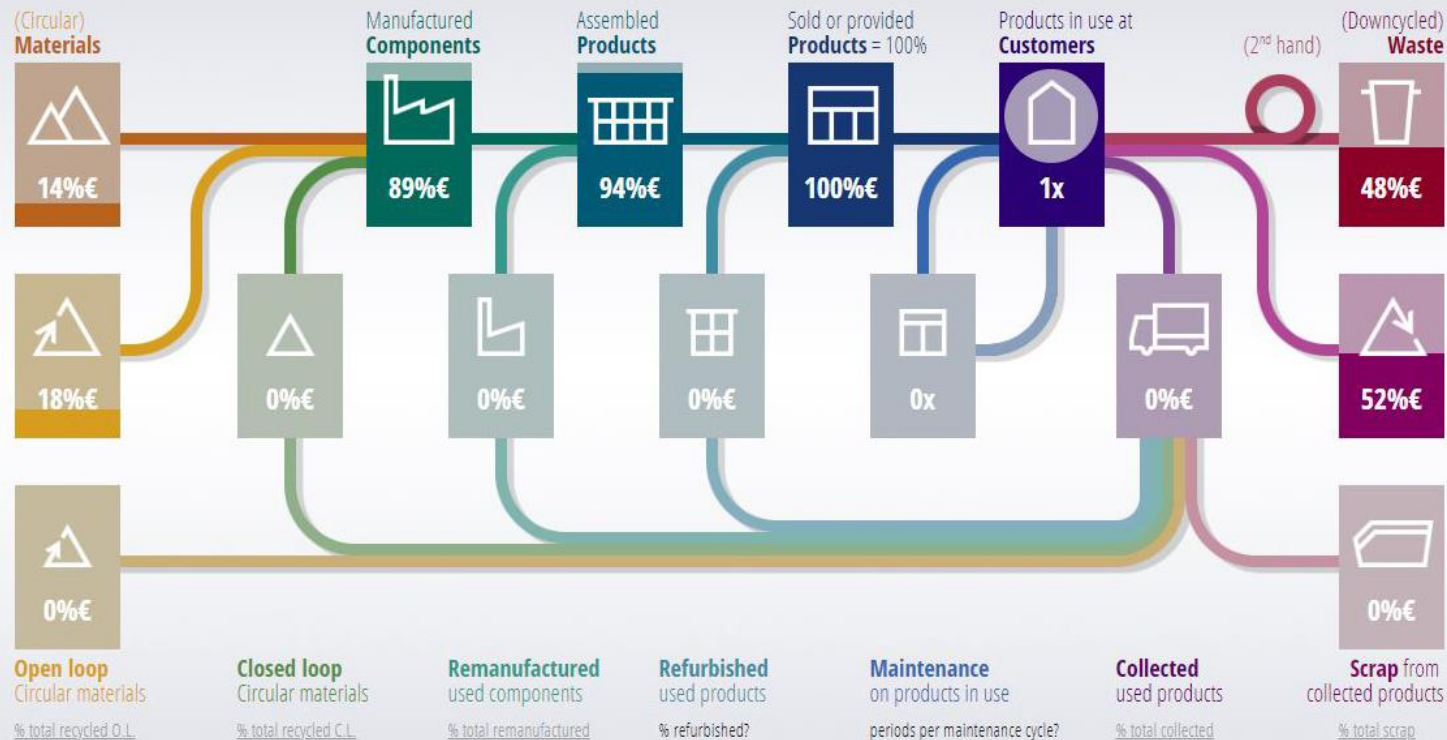 (Circular)
Materials
Manufactured
Components
Assembled
Products
Sold or provided
Products = 100%
Products in use at
Customers
(2nd hand)
(Downcycled)
Waste
14%€
89%€
94%€
100%€
1x
48%€
18%€
0%€
0%€
0%€
0x
0%€
52%€
0%€
0%€
Open loop
Circular materials
% total recycled O.L.
Closed loop
Circular materials
% total recycled C.L.
Remanufactured
used components
% total remanufactured
Refurbished
used products
% refurbished?
Maintenance
on products in use
periods per maintenance cycle?
Collected
used products
% total collected
Scrap from
collected products
% total scrap